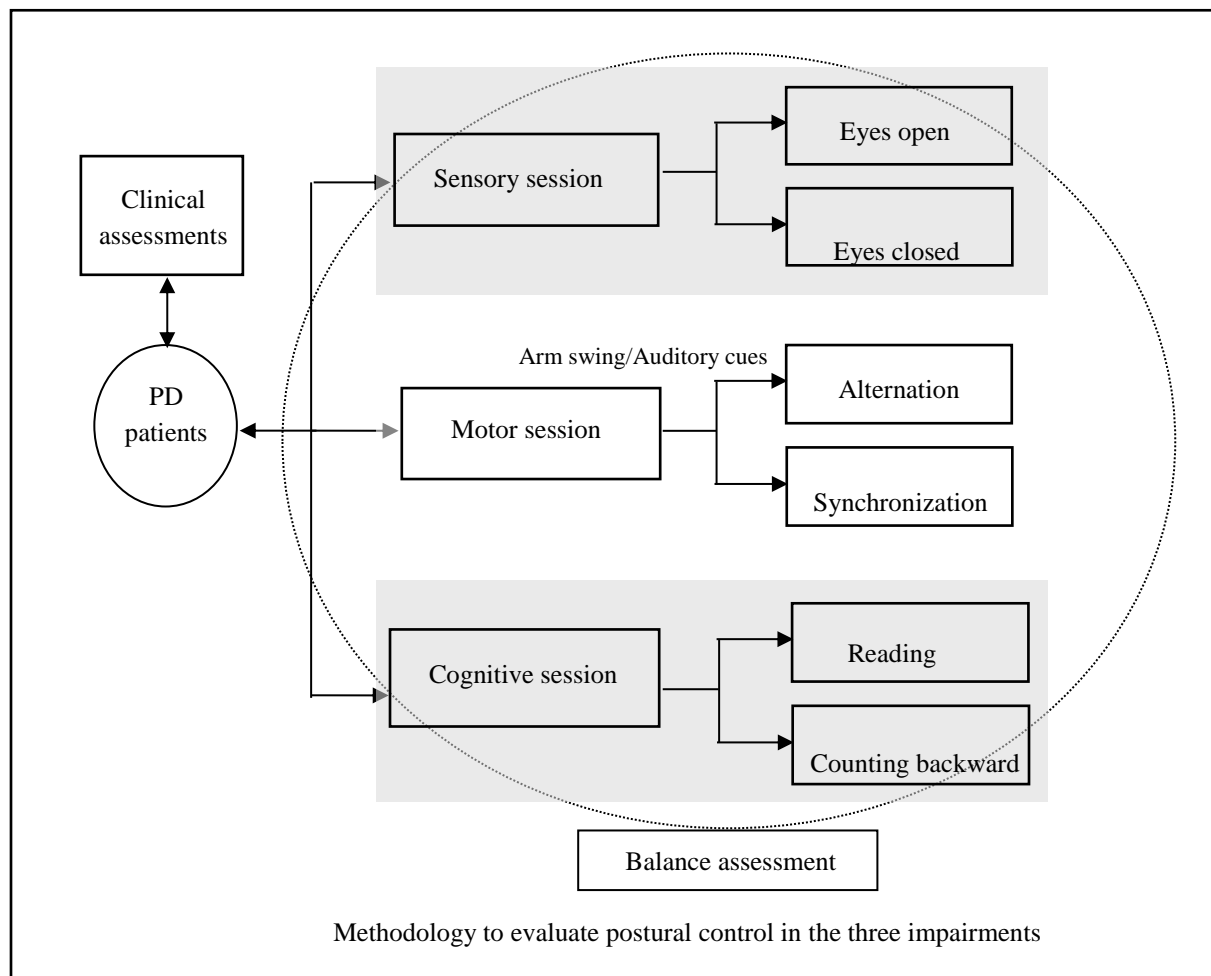 Eyes open
Sensory session
Eyes closed
Clinical
assessments
Arm swing/Auditory cues
PD
patients
Motor session
Alternation
Synchronization
Cognitive session
Reading
Counting backward
Balance assessment
Methodology to evaluate postural control in the three impairments